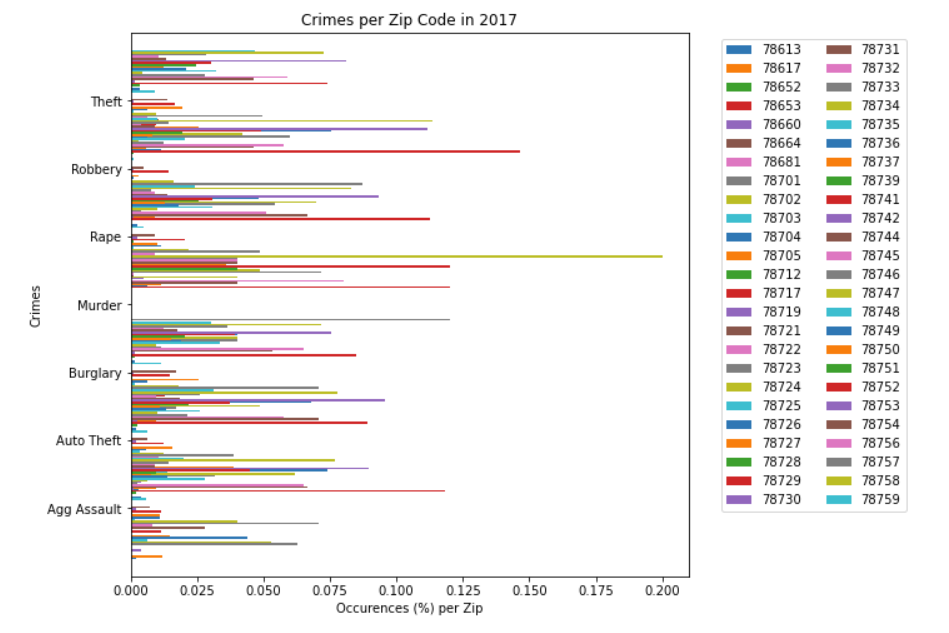 Crimes per Zip Code in 2017
Crimes
Theft
Robbery
Rape
Murder
Burglary
Auto Theft
Agg Assault
0.000 0.025 0.050 0.075 0.100 0.125 0.150 0.175 0.200
Occurences (%) per Zip
78613 78731
78617 78732
78652 78733
78653 78734
78660 78735
78664 78736
78681 78737
78701 78739
78702 78741
78703 78742
78704 78744
78705 78745
78712 78746
78717 78747
78719 78748
78721 78749
78722 78750
78723 78751
78724 78752
78725 78753
78726 78754
78727 78756
78728 78757
78729 78758
78730 78759